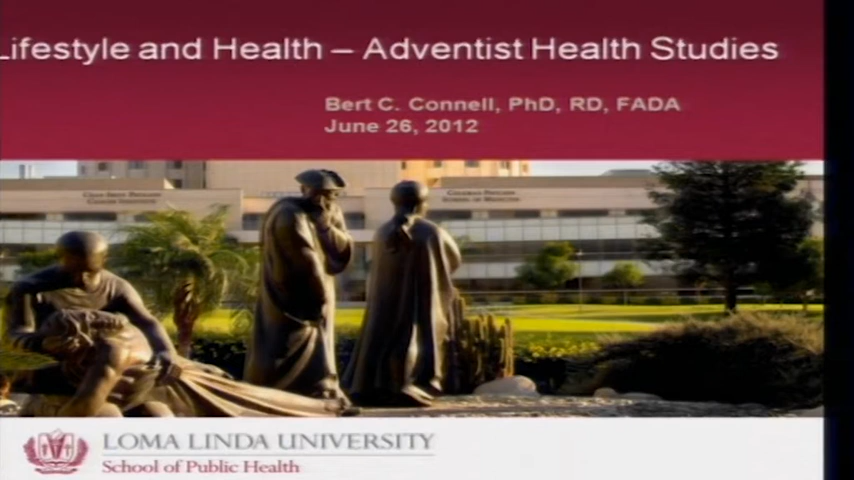 Lifestyle and Health – Adventist Health Studies
Bert C. Connell, PhD, RD, FADA
June 26, 2012
LOMA LINDA UNIVERSITY
School of Public Health